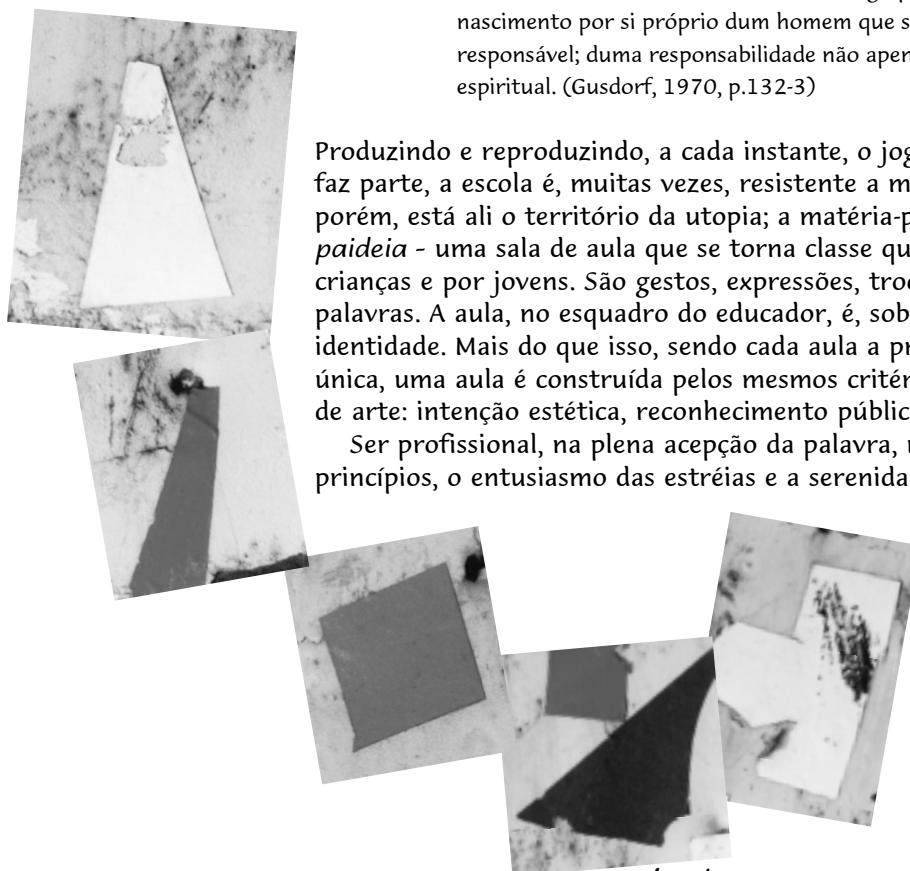 nascimento por si próprio dum homem que s
responsável; duma responsabilidade não apen
espiritual. (Gusdorf, 1970, p.132-3)
Produzindo e reproduzindo, a cada instante, o jog
faz parte, a escola é, muitas vezes, resistente a m
porém, está ali o território da utopia; a matéria-p
paideia - uma sala de aula que se torna classe qu
crianças e por jovens. São gestos, expressões, tro
palavras. A aula, no esquadro do educador, é, sob
identidade. Mais do que isso, sendo cada aula a pr
única, uma aula é construída pelos mesmos critér
de arte: intenção estética, reconhecimento públic
Ser profissional, na plena acepção da palavra,
princípios, o entusiasmo das estréias e a serenida